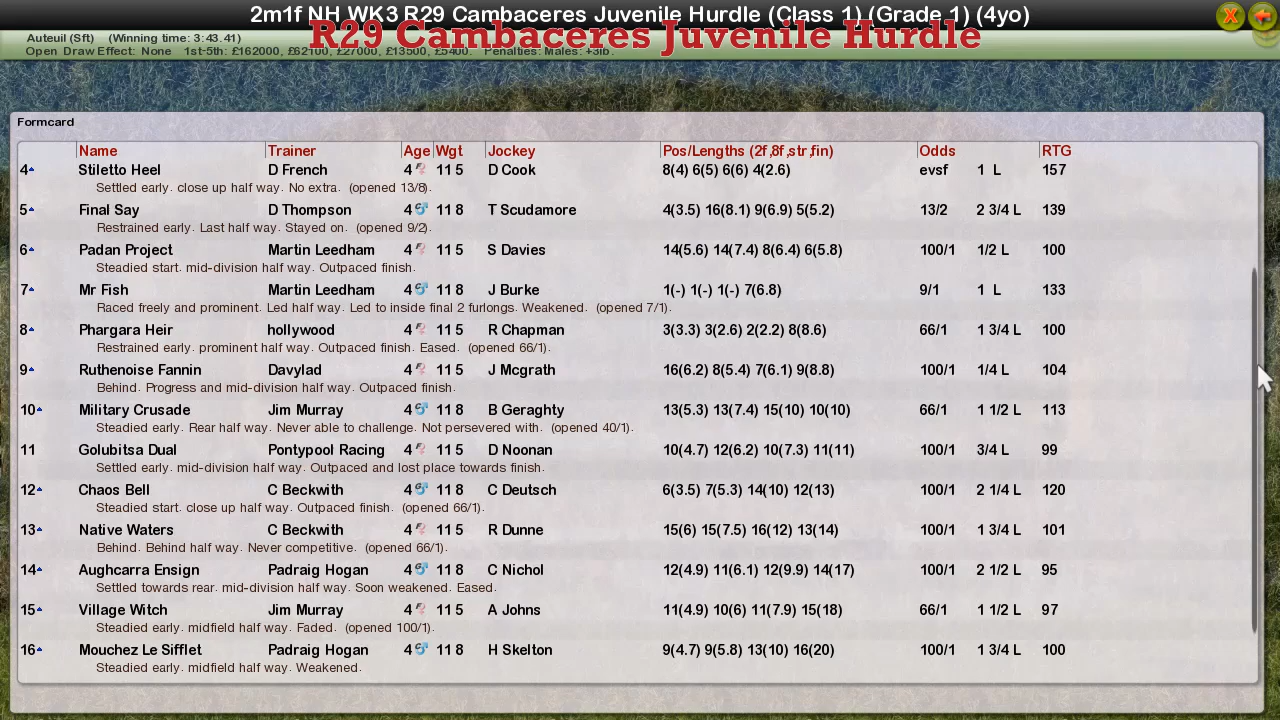 2m1f NH WK3 R29 Cambaceres Juvenile Hurdle (Class 1) (Grade 1) (4yo)
R29 Cambaceres Juvenile Hurdle
Auteuil (Sft) (Winning time: 3:43.41)
Open Draw Effect: None 1st-5th: £162000, £62100, £27000, £13500, £5400. Penalties: Males: +3lb.
Formcard
Name Trainer Age Wgt Jockey Pos/Lengths (2f,8f,str,fin) Odds RTG
4 Stiletto Heel D French 4 11 5 D Cook 8(4) 6(5) 6(6) 4(2.6) evsf 1 L 157
Settled early. close up half way. No extra. (opened 13/8).
5 Final Say D Thompson 4 11 8 T Scudamore 4(3.5) 16(8.1) 9(6.9) 5(5.2) 13/2 2 3/4 L 139
Restrained early. Last half way. Stayed on. (opened 9/2).
6 Padan Project Martin Leedham 4 11 5 S Davies 14(5.6) 14(7.4) 8(6.4) 6(5.8) 100/1 1/2 L 100
Steadied start. mid-division half way. Outpaced finish.
7 Mr Fish Martin Leedham 4 11 8 J Burke 1(-) 1(-) 1(-) 7(6.8) 9/1 1 L 133
Raced freely and prominent. Led half way. Led to inside final 2 furlongs. Weakened. (opened 7/1).
8 Phargara Heir hollywood 4 11 5 R Chapman 3(3.3) 3(2.6) 2(2.2) 8(8.6) 66/1 1 3/4 L 100
Restrained early. prominent half way. Outpaced finish. Eased. (opened 66/1).
9 Ruthenoise Fannin Davylad 4 11 5 J Mcgrath 16(6.2) 8(5.4) 7(6.1) 9(8.8) 100/1 1/4 L 104
Behind. Progress and mid-division half way. Outpaced finish.
10 Military Crusade Jim Murray 4 11 8 B Geraghty 13(5.3) 13(7.4) 15(10) 10(10) 66/1 1 1/2 L 113
Steadied early. Rear half way. Never able to challenge. Not persevered with. (opened 40/1).
11 Golubitsa Dual Pontypool Racing 4 11 5 D Noonan 10(4.7) 12(6.2) 10(7.3) 11(11) 100/1 3/4 L 99
Settled early. mid-division half way. Outpaced and lost place towards finish.
12 Chaos Bell C Beckwith 4 11 8 C Deutsch 6(3.5) 7(5.3) 14(10) 12(13) 100/1 2 1/4 L 120
Steadied start. close up half way. Outpaced finish. (opened 66/1).
13 Native Waters C Beckwith 4 11 5 R Dunne 15(6) 15(7.5) 16(12) 13(14) 100/1 1 3/4 L 101
Behind. Behind half way. Never competitive. (opened 66/1).
14 Aughcarra Ensign Padraig Hogan 4 11 8 C Nichol 12(4.9) 11(6.1) 12(9.9) 14(17) 100/1 2 1/2 L 95
Settled towards rear. mid-division half way. Soon weakened. Eased.
15 Village Witch Jim Murray 4 11 5 A Johns 11(4.9) 10(6) 11(7.9) 15(18) 66/1 1 1/2 L 97
Steadied early. midfield half way. Faded. (opened 100/1).
16 Mouchez Le Sifflet Padraig Hogan 4 11 8 H Skelton 9(4.7) 9(5.8) 13(10) 16(20) 100/1 1 3/4 L 100
Steadied early. midfield half way. Weakened.